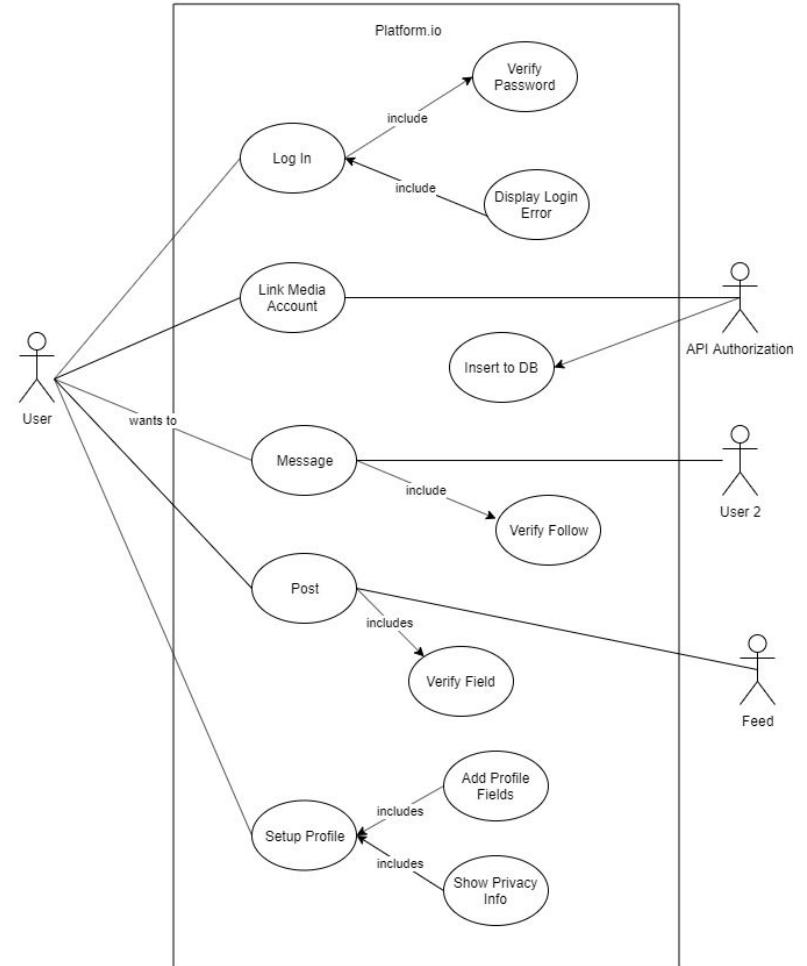 Platform.io
Verify
Password
include
Log In
include
Display Login
Error
Link Media
Account
API Authorization
Insert to DB
User
wants to
Message
include
User 2
Verify Follow
Post
includes
Verify Field
Feed
Add Profile
Fields
includes
Setup Profile
includes
Show Privacy
Info